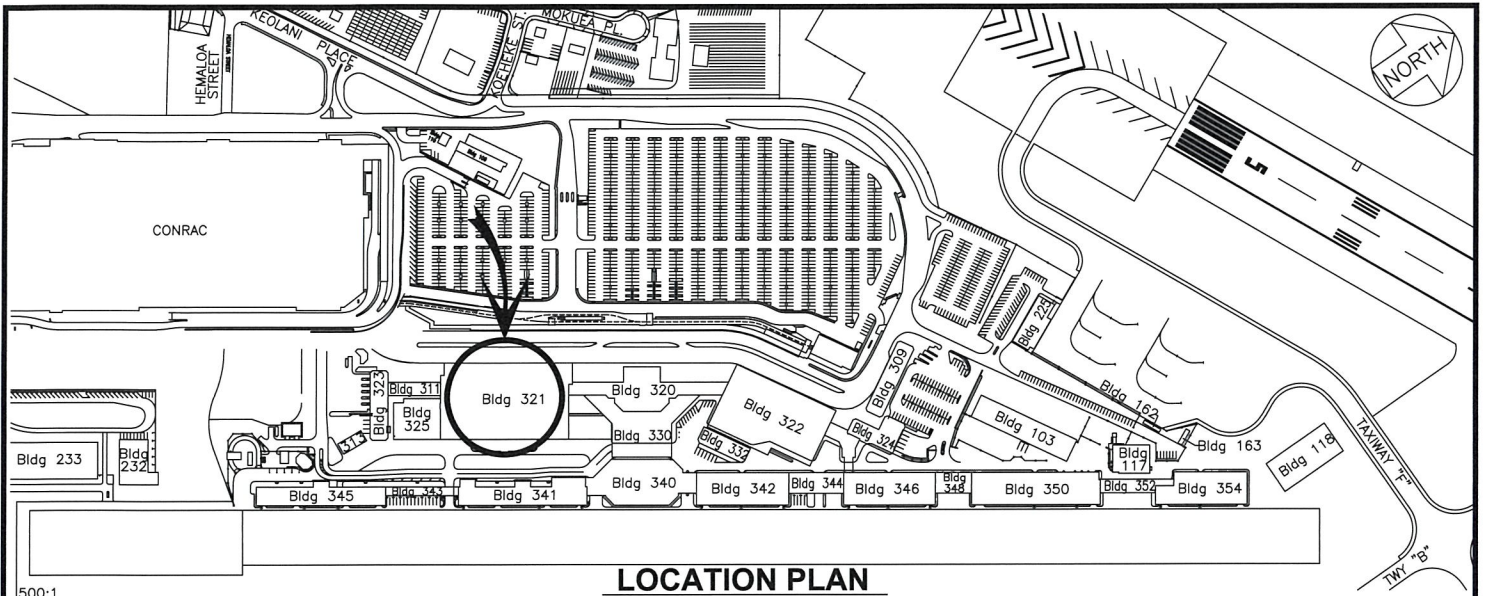 KEOLANI PLACE
HEMALOA
STREET
HEMALOA STREET
KOEHEKE ST.
MOKUEA PL.
NORTH
5
CONRAC
Bldg 225
Bldg 309
Bldg 323
Bldg 311
Bldg
325
Bldg 321
Bldg 320
Bldg 322
Bldg 324
Bldg 330
Bldg 332
Bldg 103
Bldg 162
Bldg 163
Bldg
117
Bldg 118
TAXIWAY "F"
313
Bldg 233
Bldg
232
Bldg 345
Bldg 343
Bldg 341
Bldg 340
Bldg 342
Bldg 344
Bldg 346
Bldg
348
Bldg 350
Bldg 352
Bldg 354
TWY "B"
500:1
LOCATION PLAN